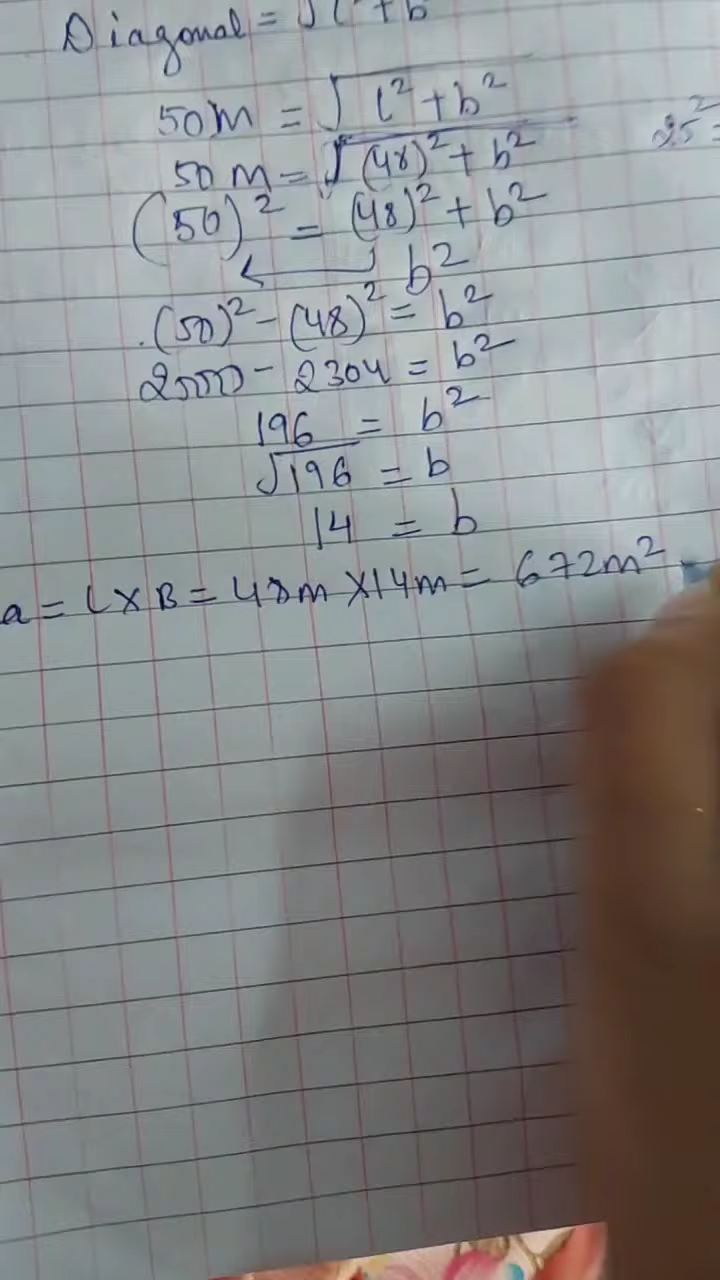 Diagonal = √l² + b
50m = √l² + b²
50m = √(48)² + b²
25² =
(50)² = (48)² + b²
b²
(50)² - (48)² = b²
2500 - 2304 = b²
196 = b²
√196 = b
14 = b
a = L × B = 48m × 14m = 672m²